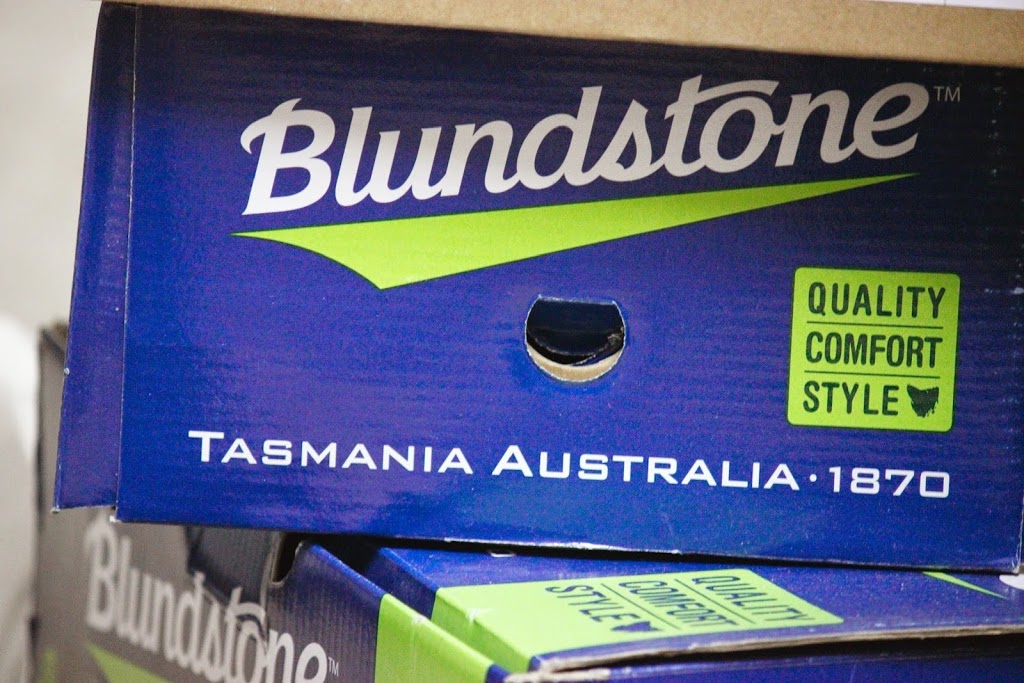 Blundstone™
QUALITY
COMFORT
STYLE
TASMANIA AUSTRALIA · 1870
Blundstone™
QUALITY
COMFORT
STYLE